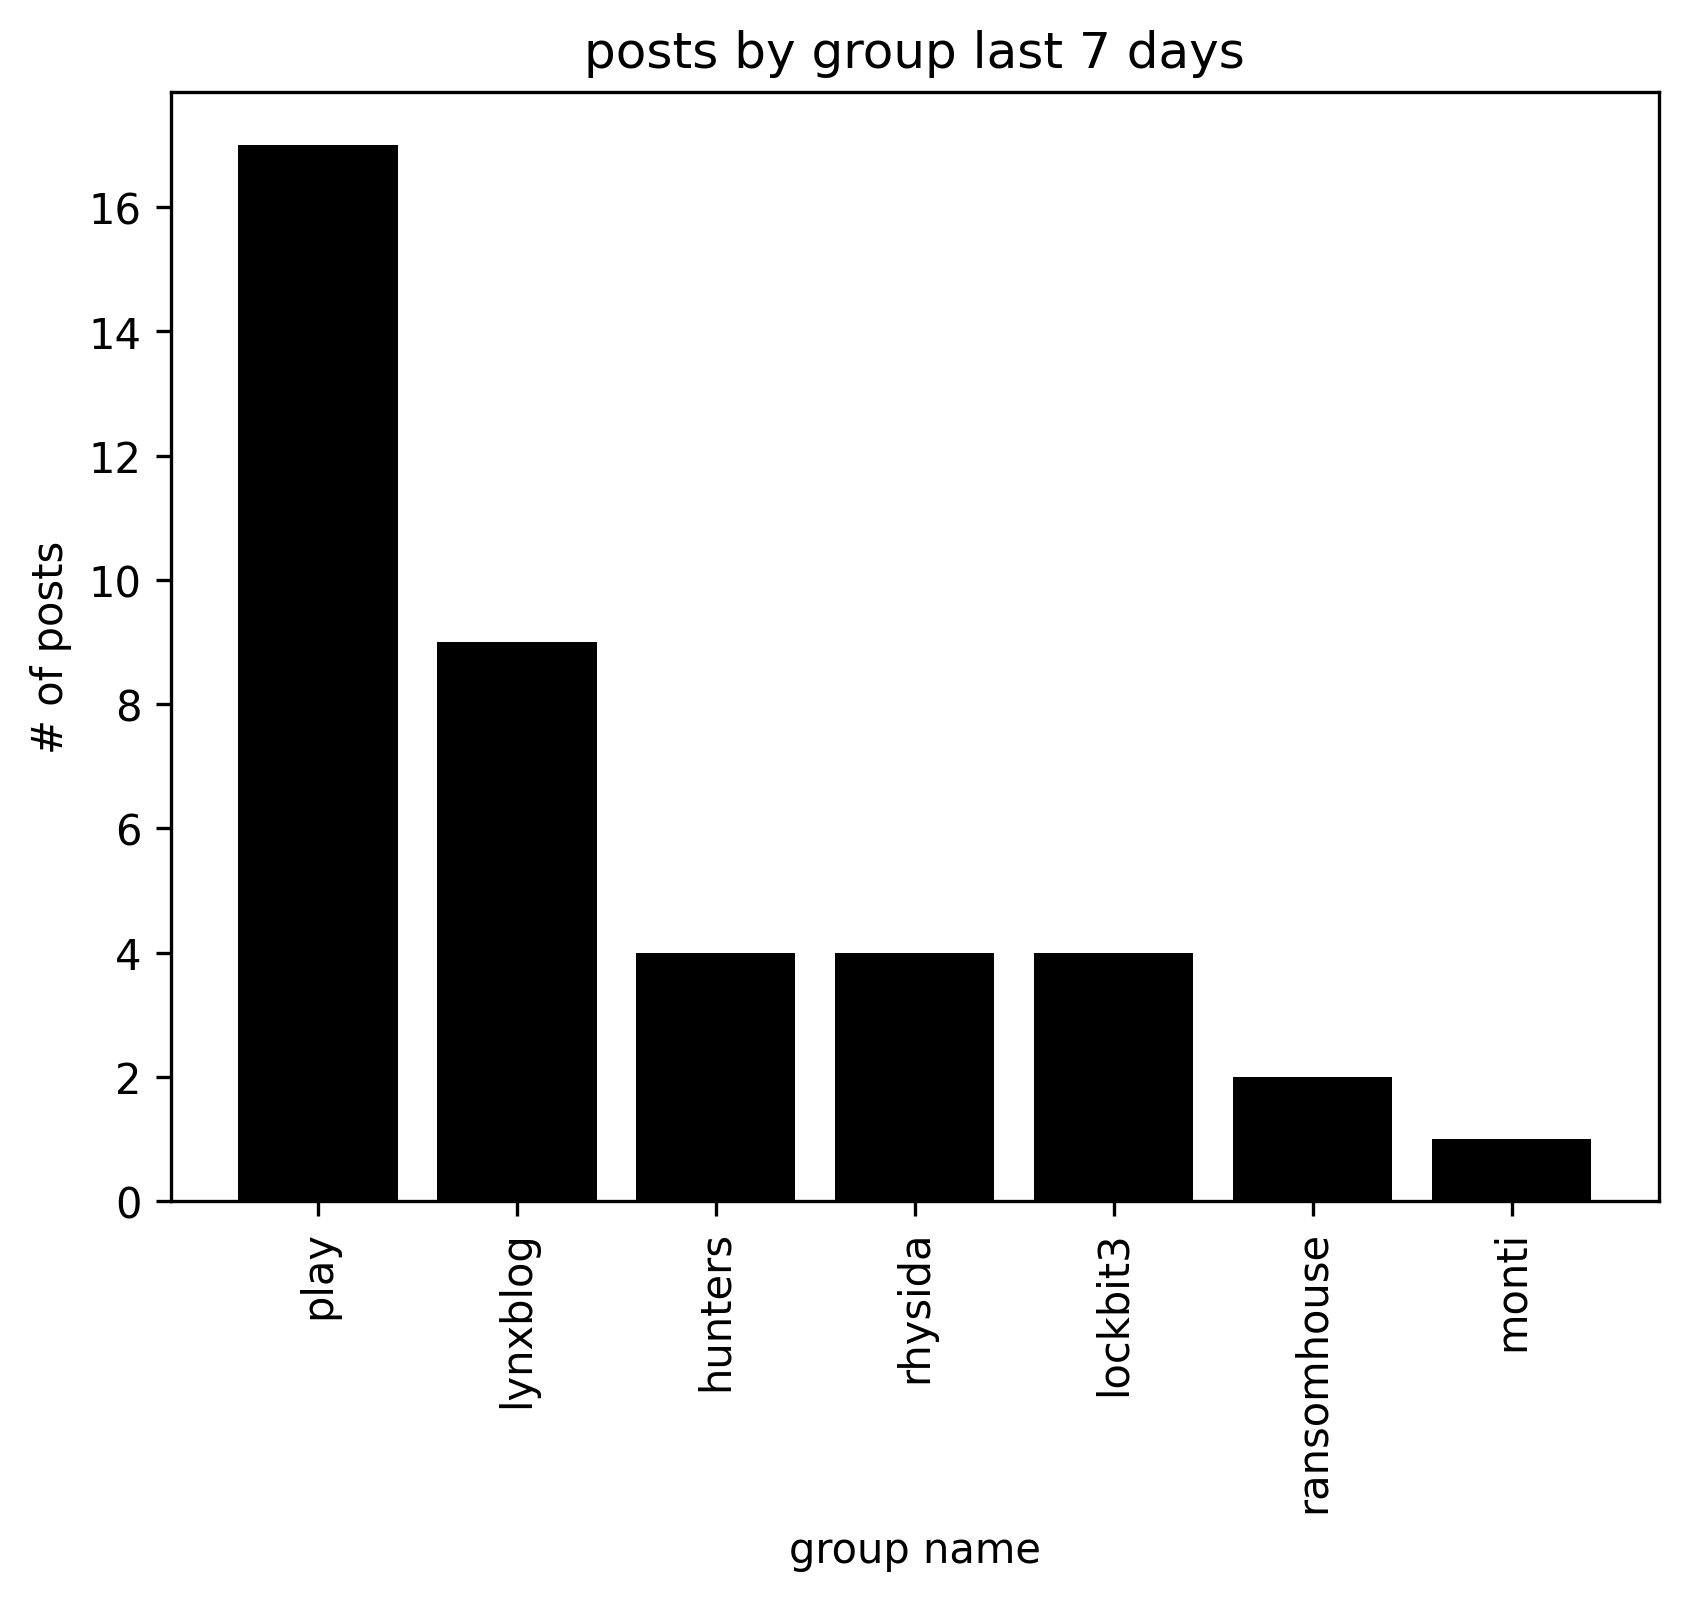 posts by group last 7 days
# of posts
16
14
12
10
8
6
4
2
0
play
lynxblog
hunters
rhysida
lockbit3
ransomhouse
monti
group name